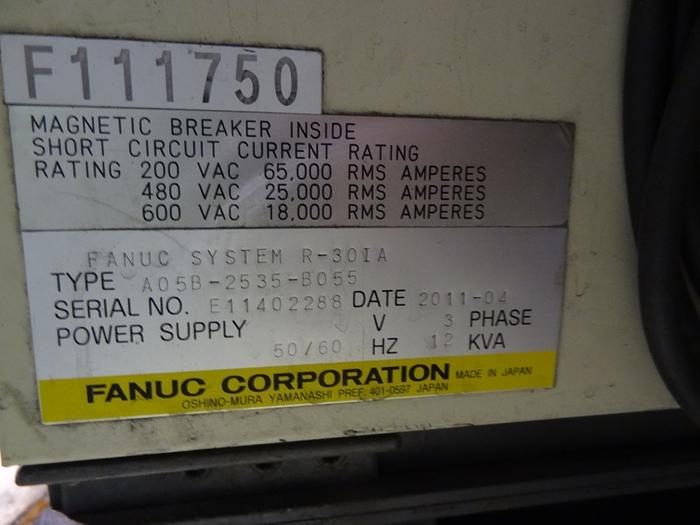 F111750
MAGNETIC BREAKER INSIDE
SHORT CIRCUIT CURRENT RATING
RATING 200 VAC 65,000 RMS AMPERES
480 VAC 25,000 RMS AMPERES
600 VAC 18,000 RMS AMPERES
FANUC SYSTEM R-30IA
TYPE A05B-2535-B055
SERIAL NO. E11402288 DATE 2011-04
POWER SUPPLY V 3 PHASE
50/60 HZ 12 KVA
FANUC CORPORATION MADE IN JAPAN
OSHINO-MURA YAMANASHI PREF. 401-0597 JAPAN